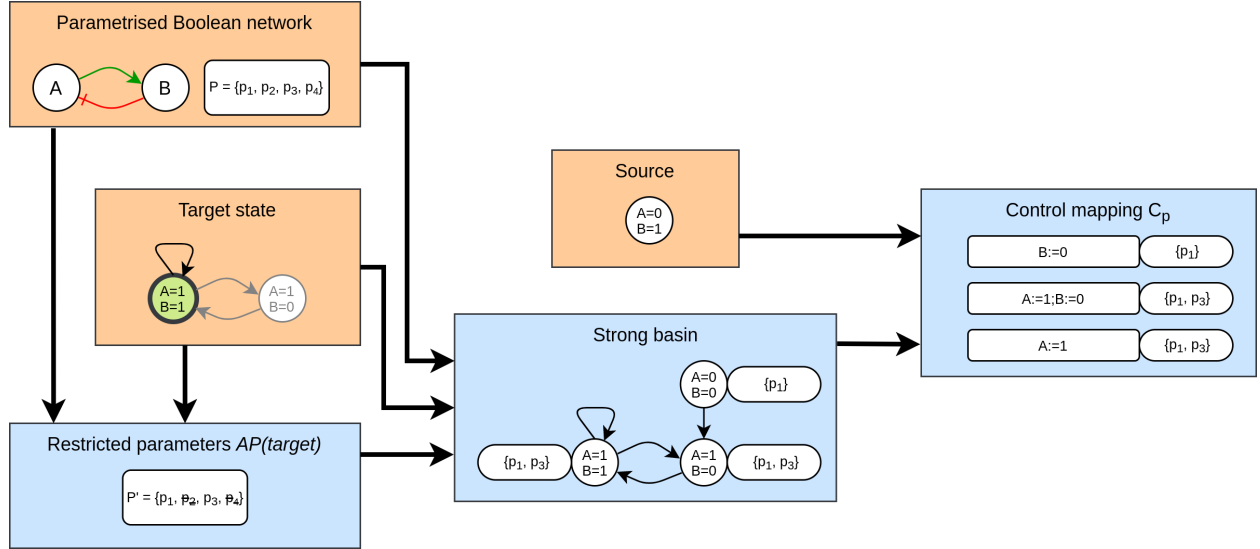 Parametrised Boolean network
A
B
P = {p1, p2, p3, p4}
Target state
A=1
B=1
A=1
B=0
Restricted parameters AP(target)
P' = {p1, p2, p3, p4}
Source
A=0
B=1
Strong basin
A=0
B=0
{p1}
{p1, p3}
A=1
B=1
A=1
B=0
{p1, p3}
Control mapping Cp
B:=0
{p1}
A:=1;B:=0
{p1, p3}
A:=1
{p1, p3}